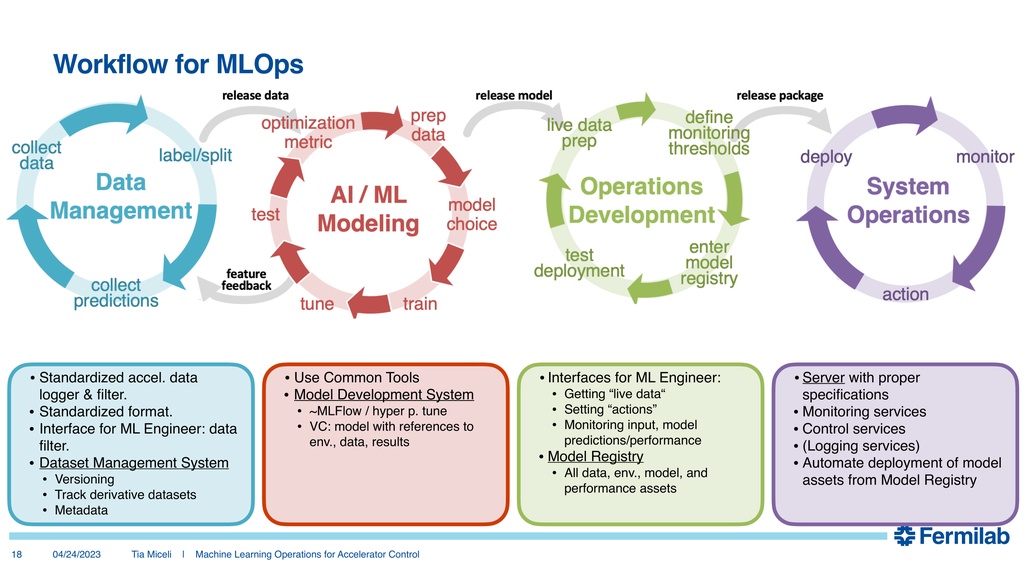 Workflow for MLOps
release data
release model
release package
collect
data
label/split
Data
Management
collect
predictions
feature
feedback
optimization
metric
prep
data
model
choice
train
tune
test
AI / ML
Modeling
live data
prep
define
monitoring
thresholds
enter
model
registry
test
deployment
Operations
Development
deploy
monitor
action
System
Operations
• Standardized accel. data
logger & filter.
• Standardized format.
• Interface for ML Engineer: data
filter.
• Dataset Management System
• Versioning
• Track derivative datasets
• Metadata
• Use Common Tools
• Model Development System
• ~MLFlow / hyper p. tune
• VC: model with references to
env., data, results
• Interfaces for ML Engineer:
• Getting “live data“
• Setting “actions”
• Monitoring input, model
predictions/performance
• Model Registry
• All data, env., model, and
performance assets
• Server with proper
specifications
• Monitoring services
• Control services
• (Logging services)
• Automate deployment of model
assets from Model Registry
Fermilab
18 04/24/2023 Tia Miceli | Machine Learning Operations for Accelerator Control